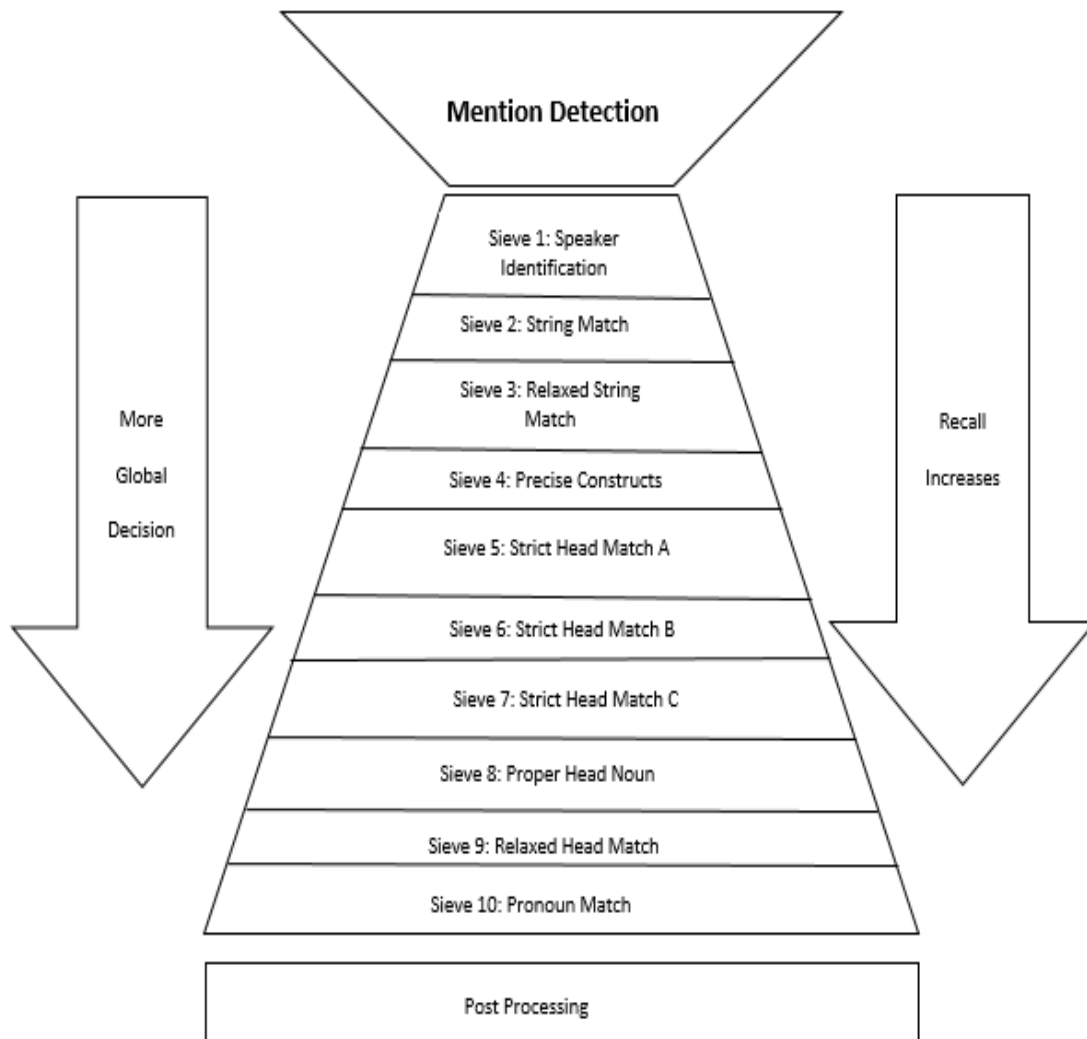 Mention Detection
Sieve 1: Speaker
Identification
Sieve 2: String Match
Sieve 3: Relaxed String
Match
Sieve 4: Precise Constructs
Sieve 5: Strict Head Match A
Sieve 6: Strict Head Match B
Sieve 7: Strict Head Match C
Sieve 8: Proper Head Noun
Sieve 9: Relaxed Head Match
Sieve 10: Pronoun Match
Post Processing
More
Global
Decision
Recall
Increases